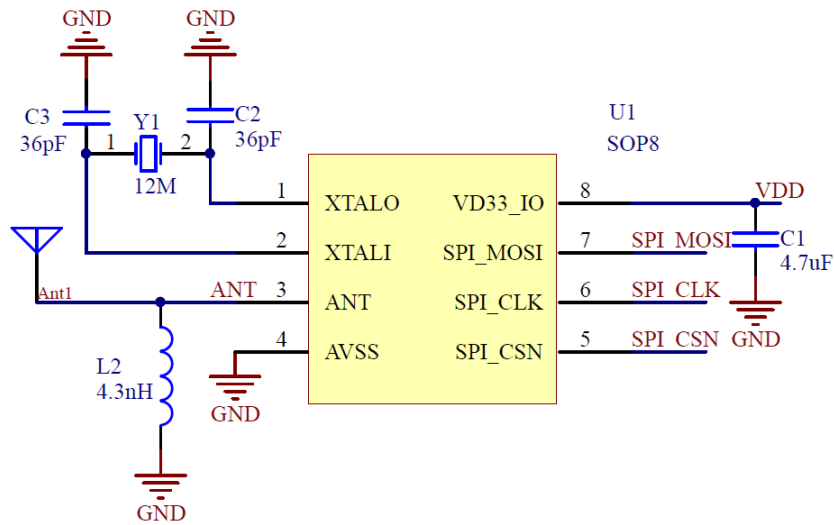 GND
GND
C3
36pF
1
Y1
2
12M
C2
36pF
U1
SOP8
1
XTALO
VD33_IO
8
VDD
2
XTALI
SPI_MOSI
7
SPI_MOSI
C1
4.7uF
Ant1
ANT
3
ANT
SPI_CLK
6
SPI_CLK
GND
4
AVSS
SPI_CSN
5
SPI_CSN
L2
4.3nH
GND
GND